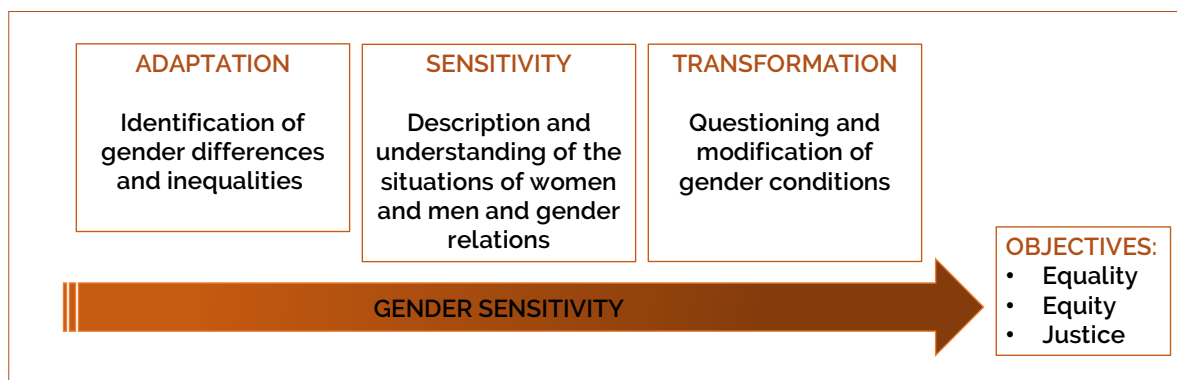 ADAPTATION
Identification of
gender differences
and inequalities
SENSITIVITY
Description and
understanding of the
situations of women
and men and gender
relations
TRANSFORMATION
Questioning and
modification of
gender conditions
GENDER SENSITIVITY
OBJECTIVES:
• Equality
• Equity
• Justice